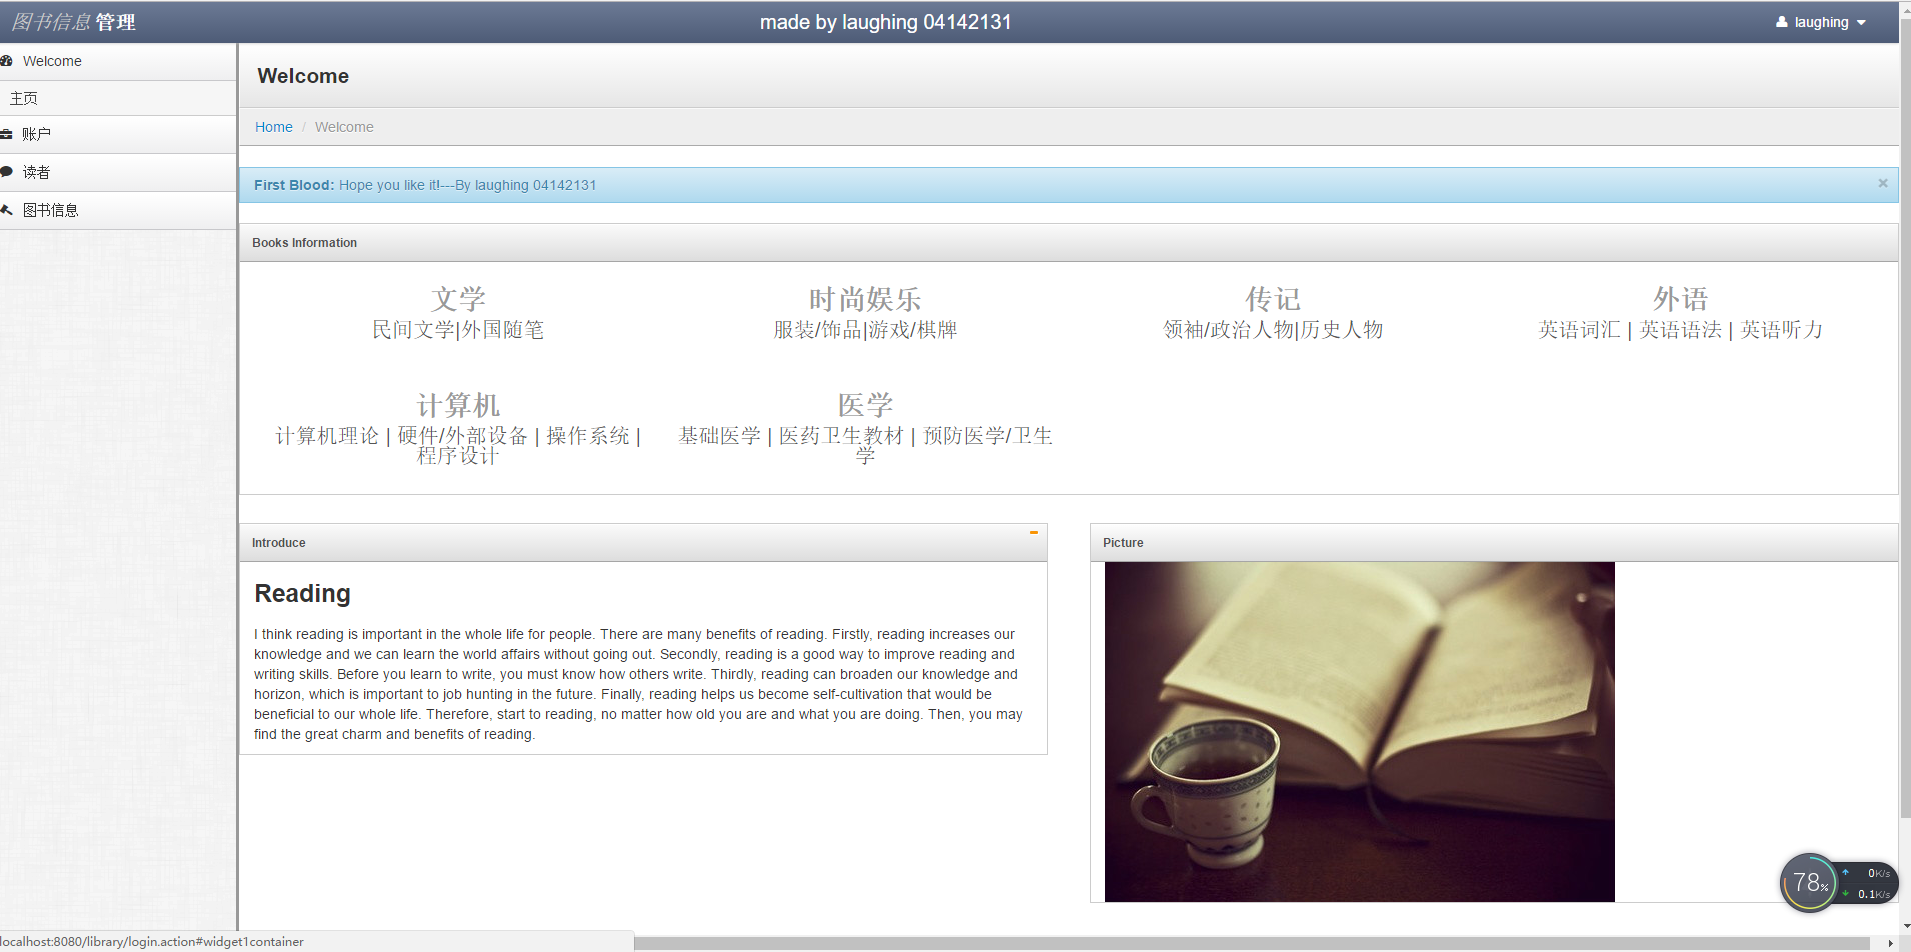 图书信息 管理
made by laughing 04142131
laughing
Welcome
主页
账户
读者
图书信息
Welcome
Home / Welcome
First Blood: Hope you like it!---By laughing 04142131
×
Books Information
文学
民间文学|外国随笔
时尚娱乐
服装/饰品|游戏/棋牌
传记
领袖/政治人物|历史人物
外语
英语词汇 | 英语语法 | 英语听力
计算机
计算机理论 | 硬件/外部设备 | 操作系统 |
程序设计
医学
基础医学 | 医药卫生教材 | 预防医学/卫生
学
Introduce
Reading
I think reading is important in the whole life for people. There are many benefits of reading. Firstly, reading increases our
knowledge and we can learn the world affairs without going out. Secondly, reading is a good way to improve reading and
writing skills. Before you learn to write, you must know how others write. Thirdly, reading can broaden our knowledge and
horizon, which is important to job hunting in the future. Finally, reading helps us become self-cultivation that would be
beneficial to our whole life. Therefore, start to reading, no matter how old you are and what you are doing. Then, you may
find the great charm and benefits of reading.
Picture
78%
0K/s
0.1K/s
localhost:8080/library/login.action#widget1container